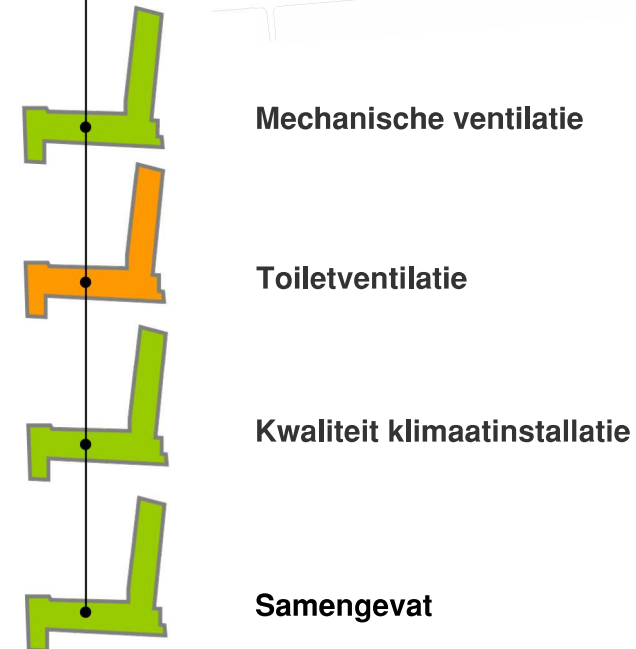 Mechanische ventilatie
Toiletventilatie
Kwaliteit klimaatinstallatie
Samengevat